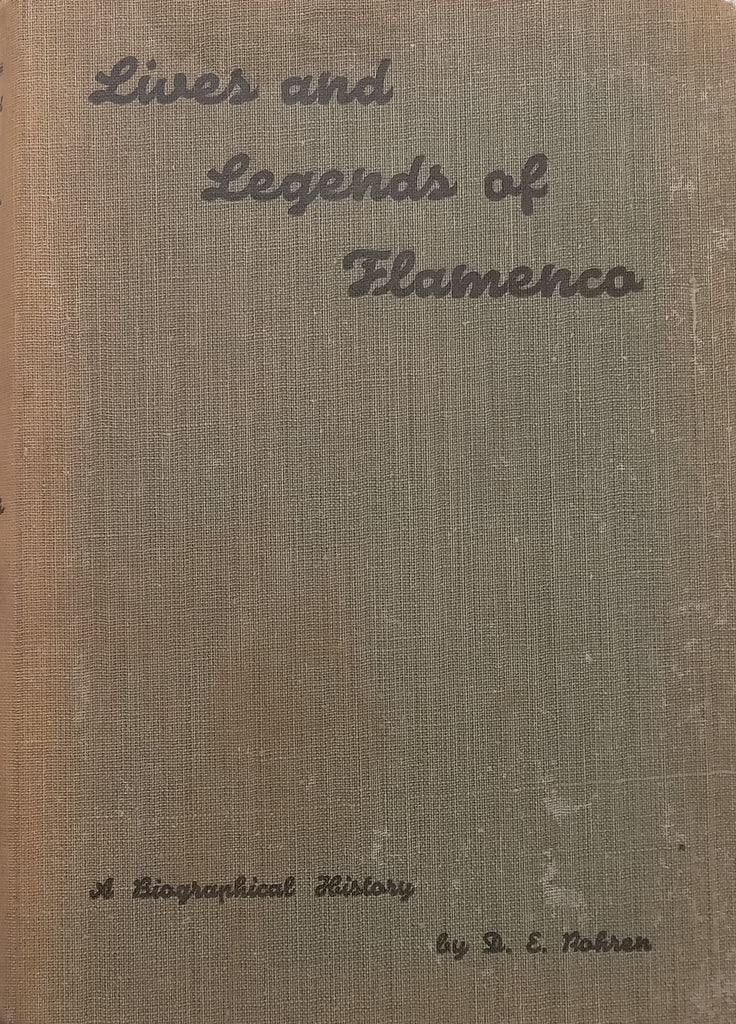 Lives and
Legends of
Flamenco
A Biographical History
by D. E. Pohren